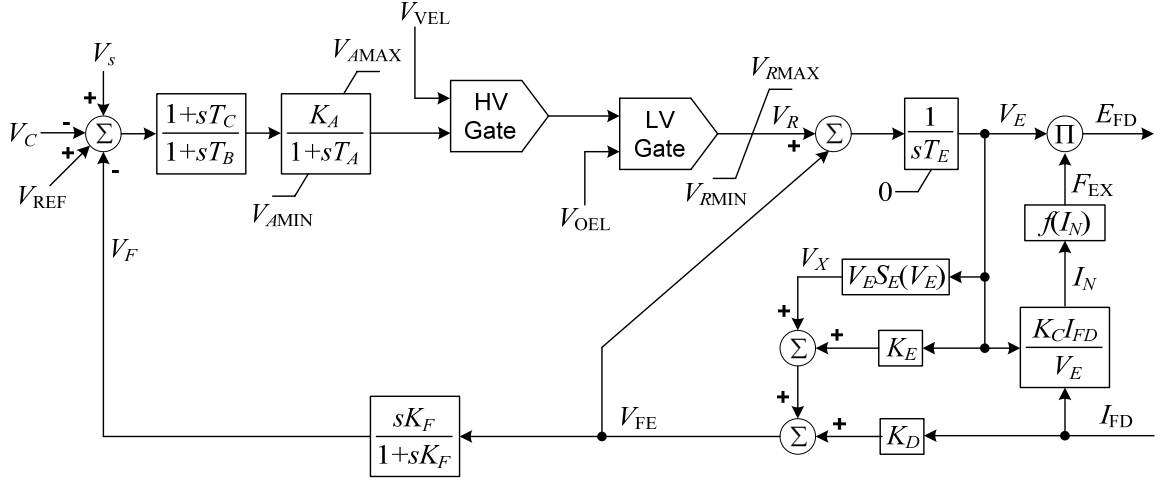 V_s
V_C
V_REF
+
-
+
-
Σ
1+sT_C
1+sT_B
V_AMAX
K_A
1+sT_A
V_AMIN
V_VEL
HV
Gate
LV
Gate
V_OEL
V_RMAX
V_R
V_RMIN
+
Σ
1
sT_E
0
V_E
Π
E_FD
F_EX
f(I_N)
I_N
K_C I_FD
V_E
I_FD
V_X
V_E S_E(V_E)
+
Σ
+
K_E
+
Σ
+
K_D
V_FE
sK_F
1+sK_F
V_F